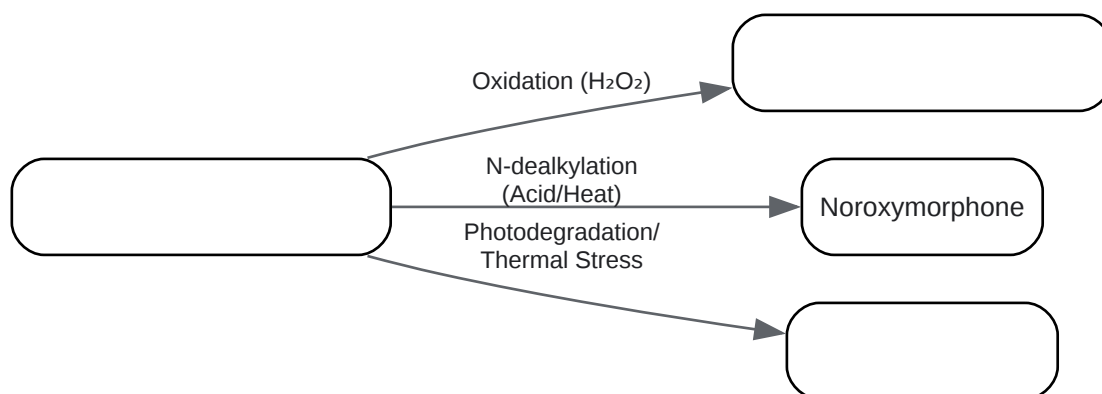 Oxidation (H₂O₂)
N-dealkylation
(Acid/Heat)
Noroxymorphone
Photodegradation/
Thermal Stress